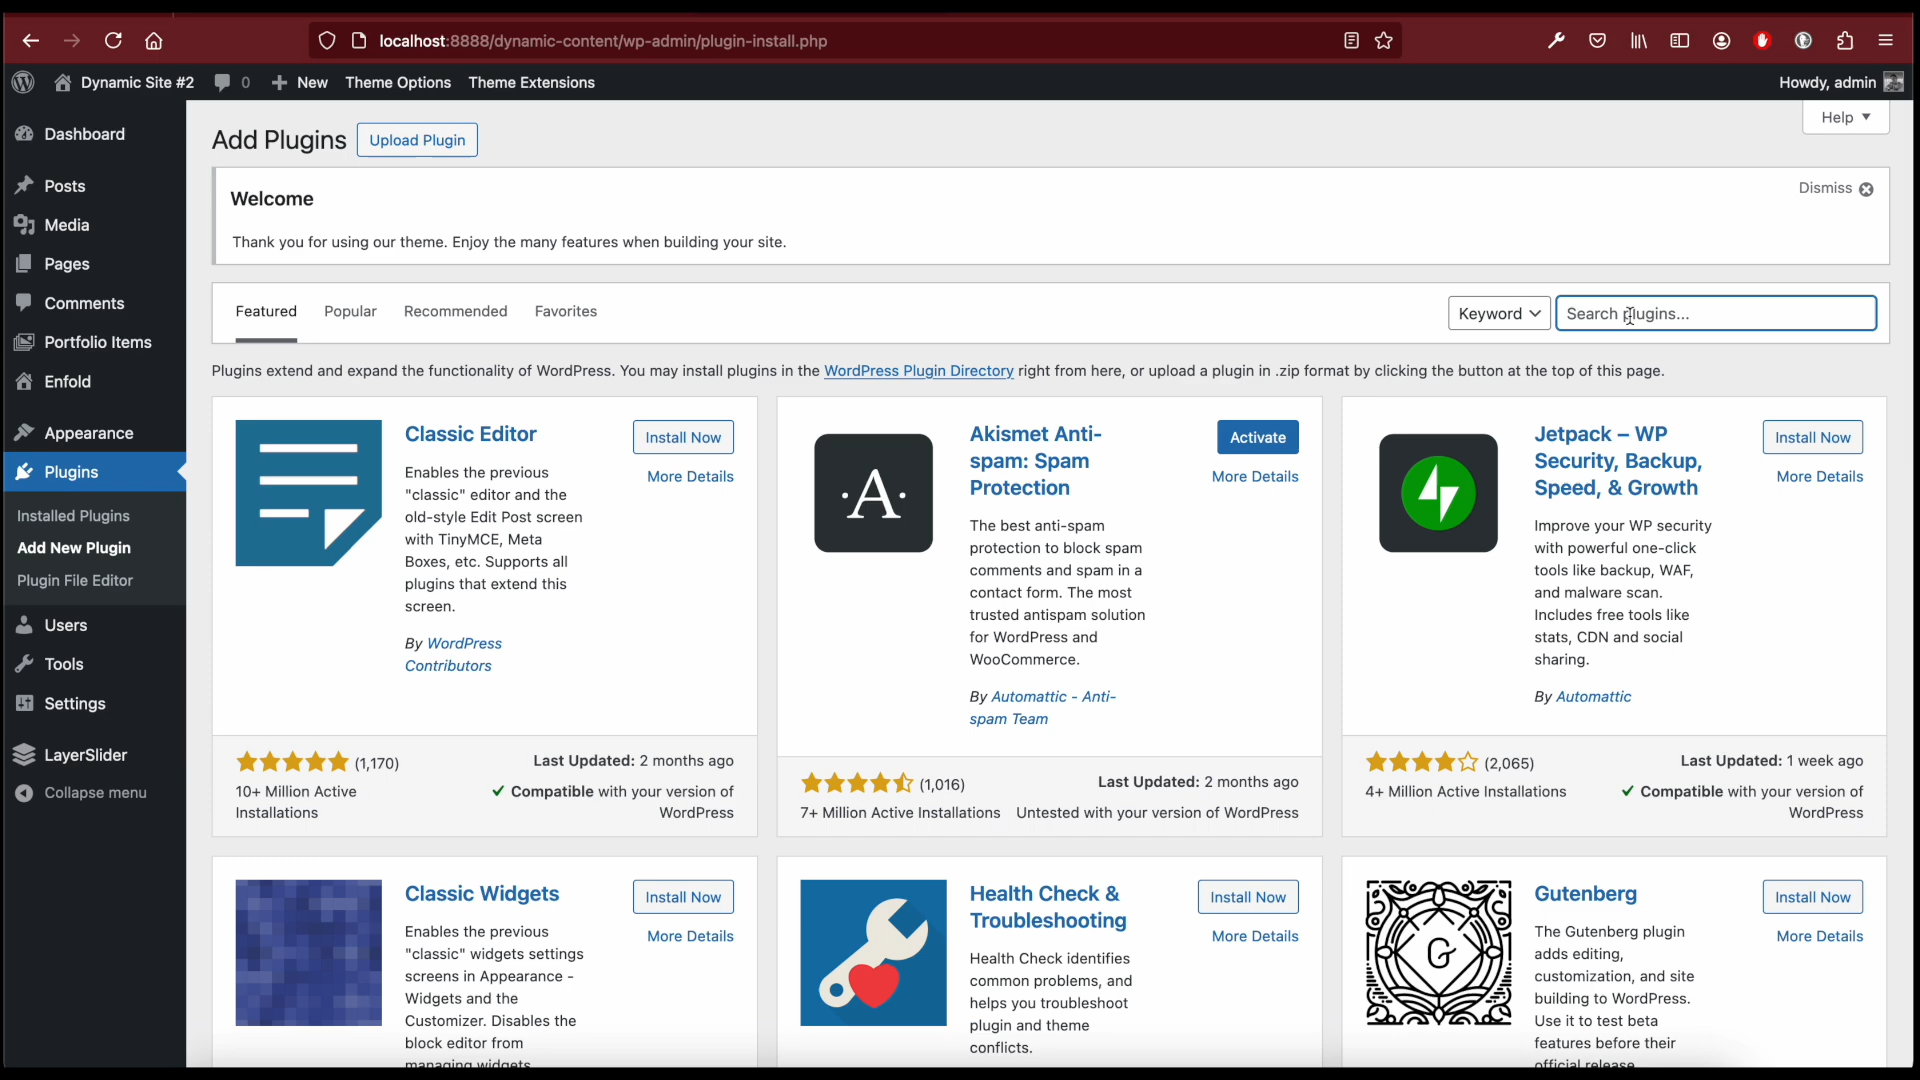 localhost:8888/dynamic-content/wp-admin/plugin-install.php
Dynamic Site #2
0
New
Theme Options
Theme Extensions
Howdy, admin
Dashboard
Posts
Media
Pages
Comments
Portfolio Items
Enfold
Appearance
Plugins
Installed Plugins
Add New Plugin
Plugin File Editor
Users
Tools
Settings
LayerSlider
Collapse menu
Add Plugins
Upload Plugin
Help
Welcome
Dismiss
Thank you for using our theme. Enjoy the many features when building your site.
Featured
Popular
Recommended
Favorites
Keyword
Search plugins...
Plugins extend and expand the functionality of WordPress. You may install plugins in the WordPress Plugin Directory right from here, or upload a plugin in .zip format by clicking the button at the top of this page.
Classic Editor
Install Now
More Details
Enables the previous
"classic" editor and the
old-style Edit Post screen
with TinyMCE, Meta
Boxes, etc. Supports all
plugins that extend this
screen.
By WordPress
Contributors
(1,170)
Last Updated: 2 months ago
10+ Million Active
Installations
Compatible with your version of
WordPress
·A·
Akismet Anti-
spam: Spam
Protection
Activate
More Details
The best anti-spam
protection to block spam
comments and spam in a
contact form. The most
trusted antispam solution
for WordPress and
WooCommerce.
By Automattic - Anti-
spam Team
(1,016)
Last Updated: 2 months ago
7+ Million Active Installations
Untested with your version of WordPress
Jetpack – WP
Security, Backup,
Speed, & Growth
Install Now
More Details
Improve your WP security
with powerful one-click
tools like backup, WAF,
and malware scan.
Includes free tools like
stats, CDN and social
sharing.
By Automattic
(2,065)
Last Updated: 1 week ago
4+ Million Active Installations
Compatible with your version of
WordPress
Classic Widgets
Install Now
More Details
Enables the previous
"classic" widgets settings
screens in Appearance -
Widgets and the
Customizer. Disables the
block editor from
managing widgets
Health Check &
Troubleshooting
Install Now
More Details
Health Check identifies
common problems, and
helps you troubleshoot
plugin and theme
conflicts.
G
Gutenberg
Install Now
More Details
The Gutenberg plugin
adds editing,
customization, and site
building to WordPress.
Use it to test beta
features before their
official release